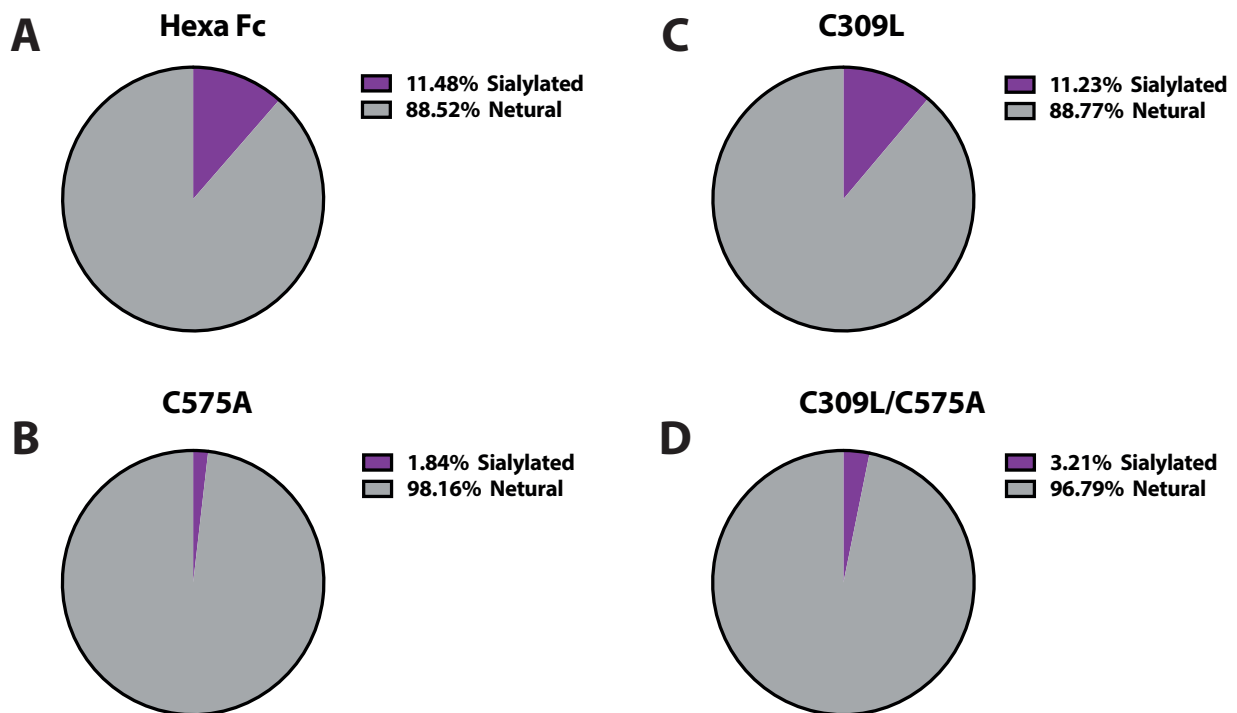 A
Hexa Fc
11.48% Sialylated
88.52% Netural
C
C309L
11.23% Sialylated
88.77% Netural
B
C575A
1.84% Sialylated
98.16% Netural
D
C309L/C575A
3.21% Sialylated
96.79% Netural